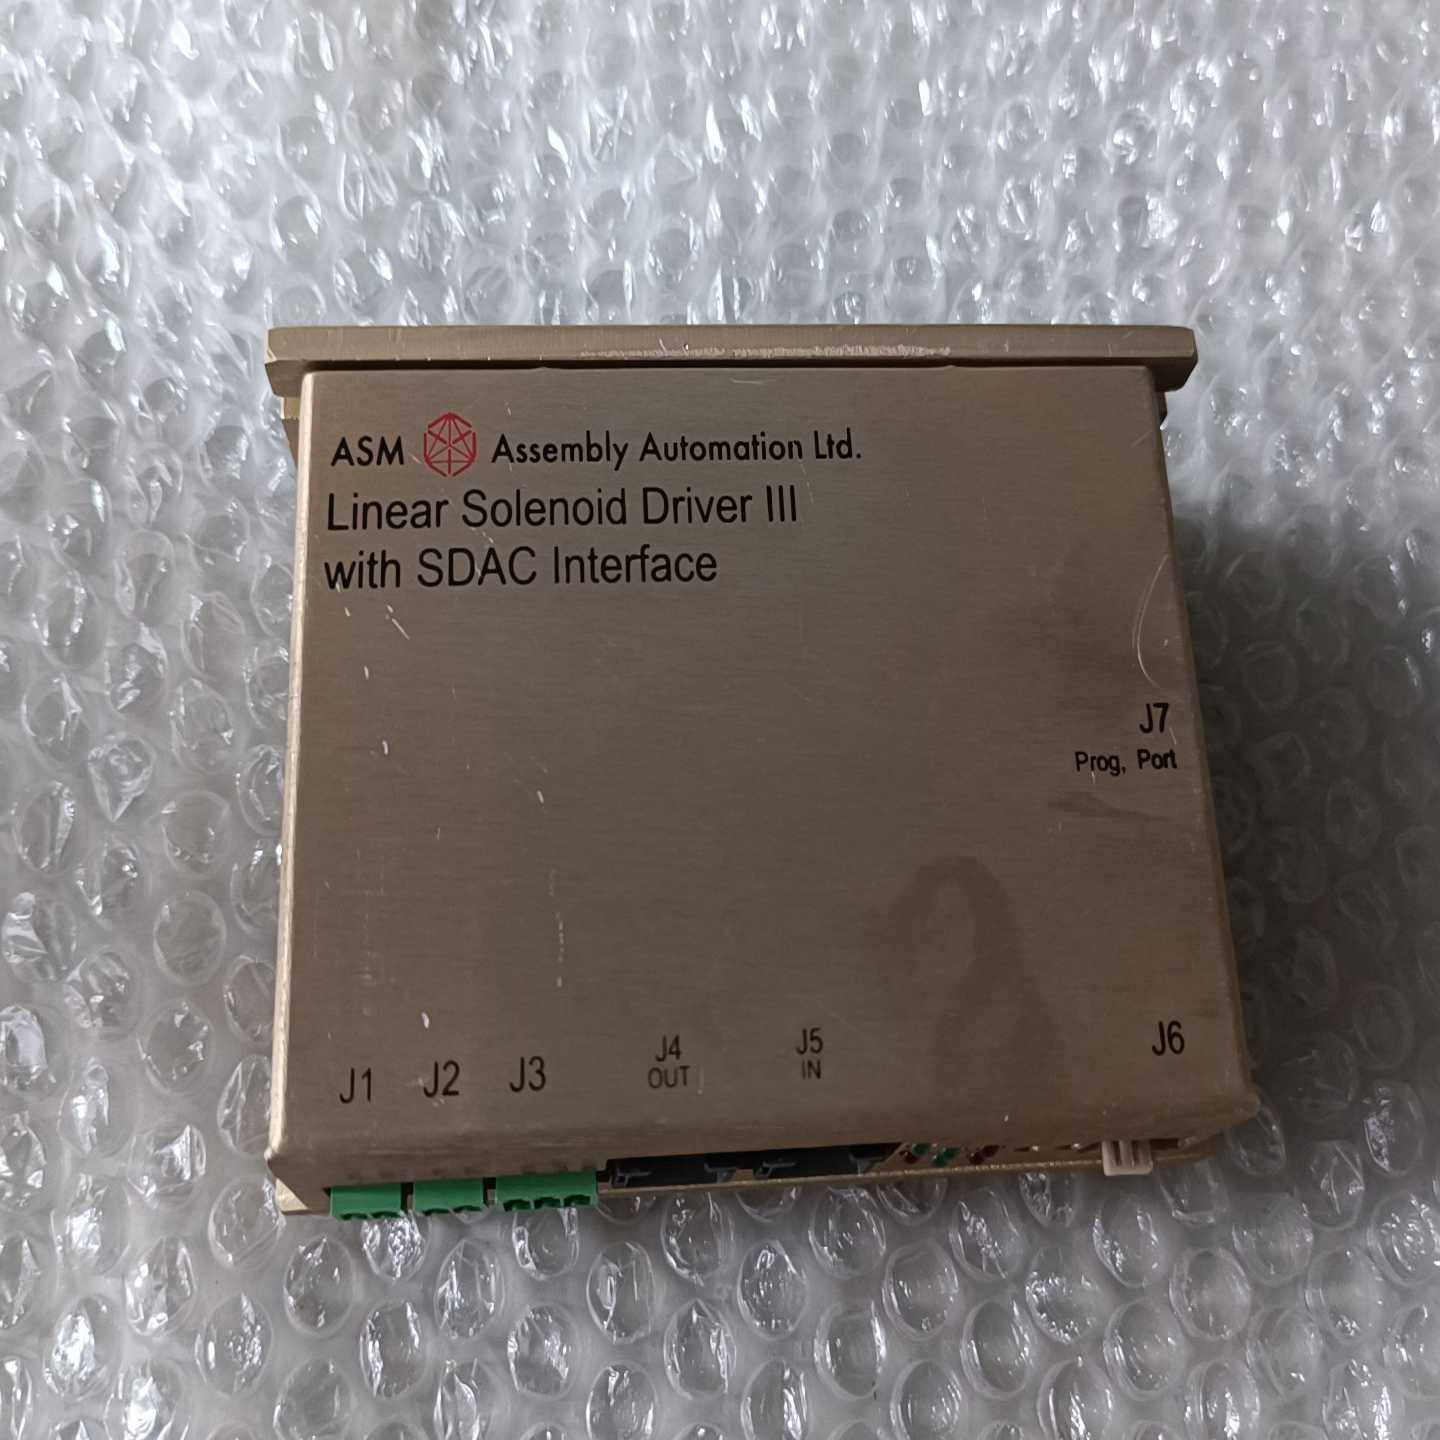 ASM Assembly Automation Ltd.
Linear Solenoid Driver III
with SDAC Interface
J7
Prog, Port
J1 J2 J3 J4 J5 J6
OUT IN